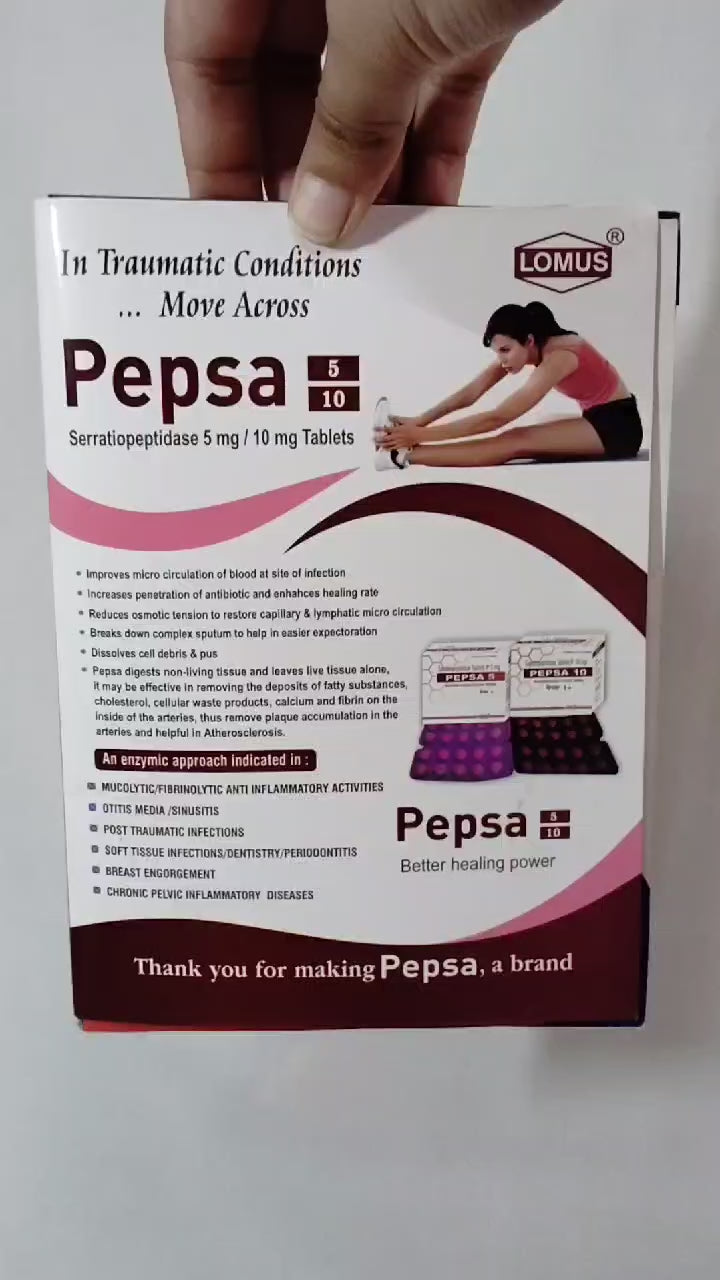 In Traumatic Conditions
... Move Across
LOMUS ®
Pepsa 5
10
Serratiopeptidase 5 mg / 10 mg Tablets
• Improves micro circulation of blood at site of infection
• Increases penetration of antibiotic and enhahces healing rate
• Reduces osmotic tension to restore capillary & lymphatic micro circulation
• Breaks down complex sputum to help in easier expectoration
• Dissolves cell debris & pus
• Pepsa digests non-living tissue and leaves live tissue alone,
it may be effective in removing the deposits of fatty substances,
cholesterol, cellular waste products, calcium and fibrin on the
inside of the arteries, thus remove plaque accumulation in the
arteries and helpful in Atherosclerosis.
PEPSA 5
PEPSA 10
An enzymic approach indicated in :
MUCOLYTIC/FIBRINOLYTIC ANTI INFLAMMATORY ACTIVITIES
OTITIS MEDIA /SINUSITIS
POST TRAUMATIC INFECTIONS
SOFT TISSUE INFECTIONS/DENTISTRY/PERIODONTITIS
BREAST ENGORGEMENT
CHRONIC PELVIC INFLAMMATORY DISEASES
Pepsa 5
10
Better healing power
Thank you for making Pepsa, a brand